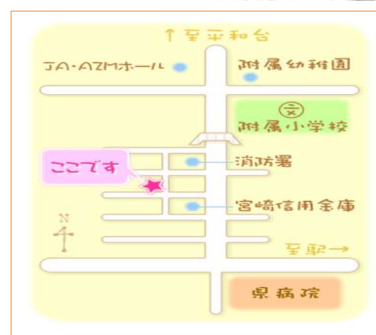 ↑至平和台
JA・AZMホール
附属幼稚園
文
附属小学校
ここです
消防署
宮崎信用金庫
N
至駅→
県病院